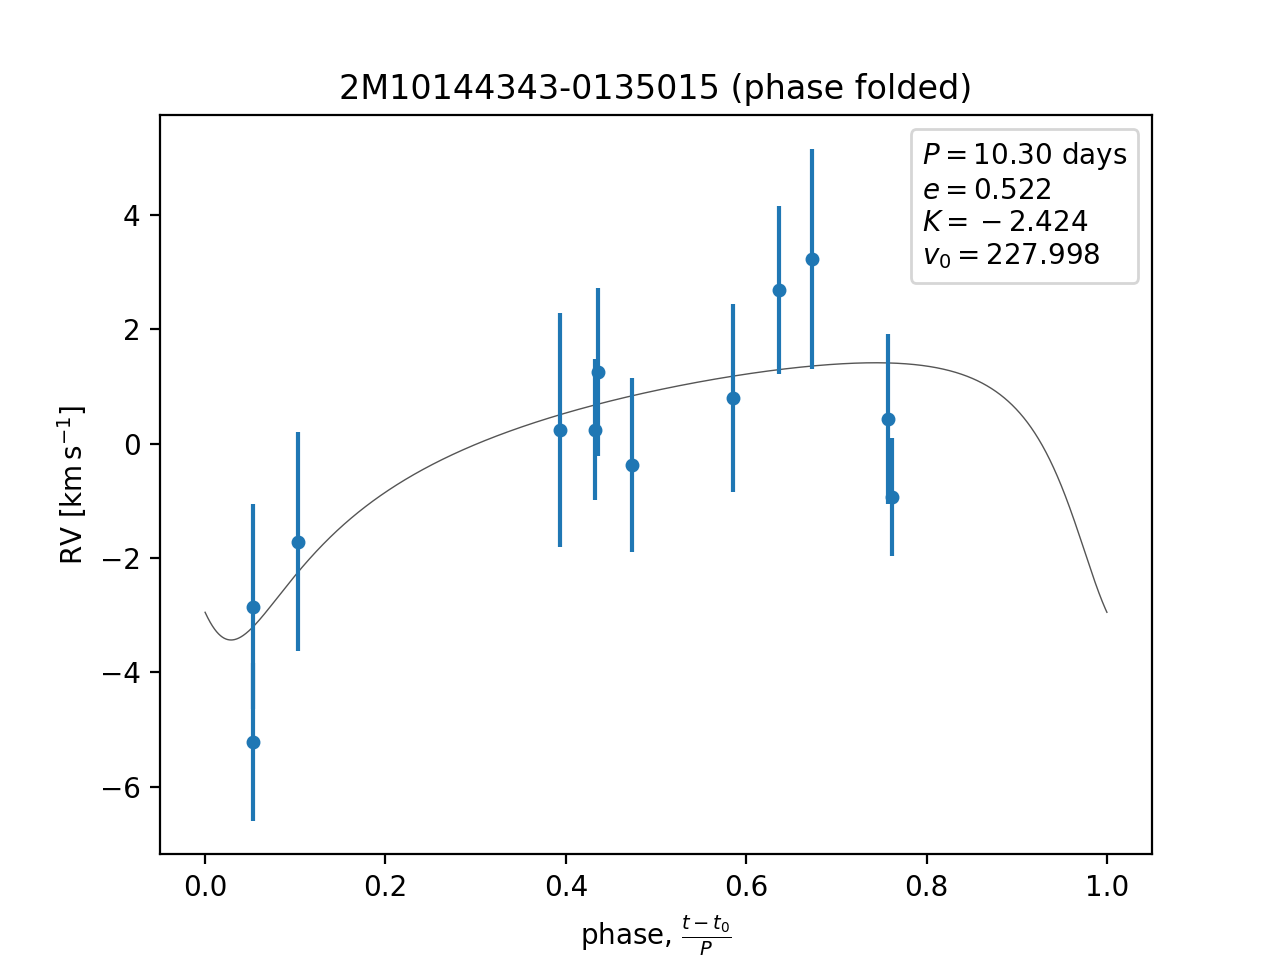 2M10144343-0135015 (phase folded)
P = 10.30 days
e = 0.522
K = −2.424
v₀ = 227.998
RV [km s⁻¹]
4
2
0
−2
−4
−6
0.0 0.2 0.4 0.6 0.8 1.0
phase, (t − t₀)/P